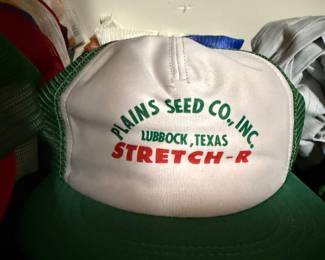 PLAINS SEED CO., INC.
LUBBOCK, TEXAS
STRETCH-R